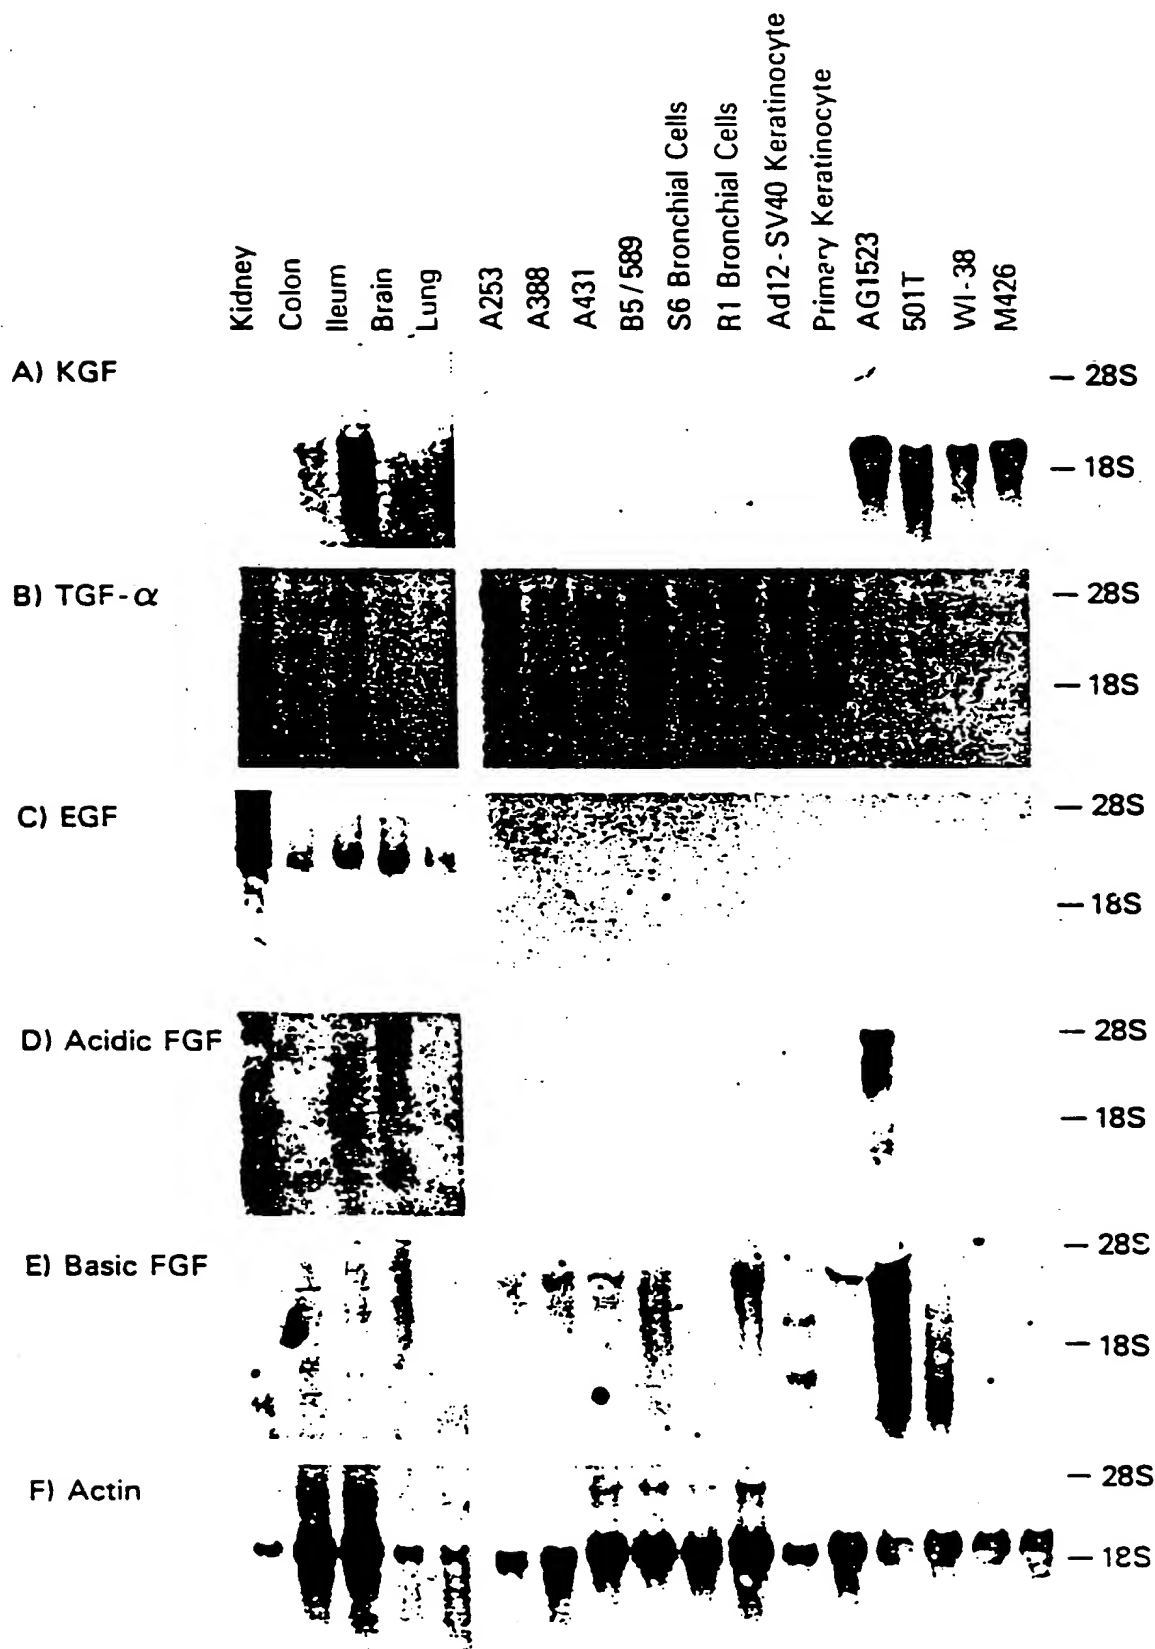 Kidney
Colon
Ileum
Brain
Lung
A253
A388
A431
B5/589
S6 Bronchial Cells
R1 Bronchial Cells
Ad12-SV40 Keratinocyte
Primary Keratinocyte
AG1523
501T
WI-38
M426
A) KGF
— 28S
— 18S
B) TGF-α
— 28S
— 18S
C) EGF
— 28S
— 18S
D) Acidic FGF
— 28S
— 18S
E) Basic FGF
— 28S
— 18S
F) Actin
— 28S
— 18S